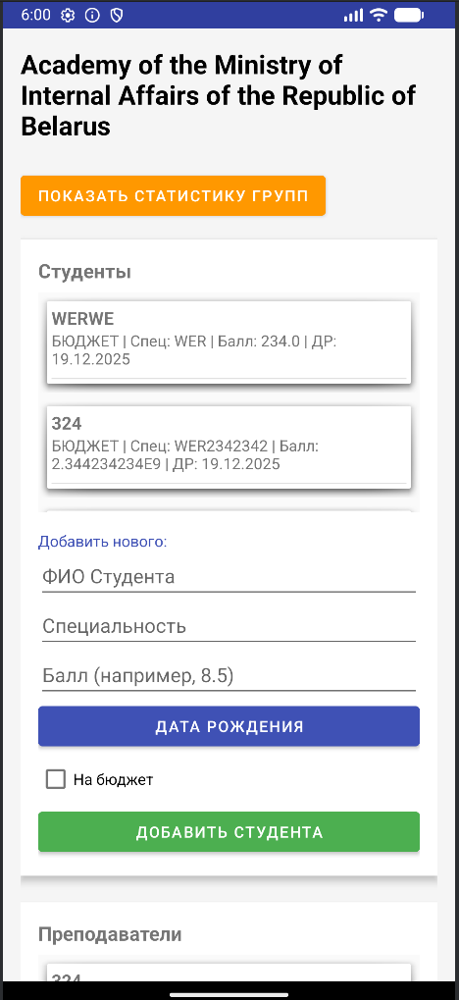 6:00
Academy of the Ministry of
Internal Affairs of the Republic of
Belarus
ПОКАЗАТЬ СТАТИСТИКУ ГРУПП
Студенты
WERWE
БЮДЖЕТ | Спец: WER | Балл: 234.0 | ДР:
19.12.2025
324
БЮДЖЕТ | Спец: WER2342342 | Балл:
2.344234234E9 | ДР: 19.12.2025
Добавить нового:
ФИО Студента
Специальность
Балл (например, 8.5)
ДАТА РОЖДЕНИЯ
На бюджет
ДОБАВИТЬ СТУДЕНТА
Преподаватели
324